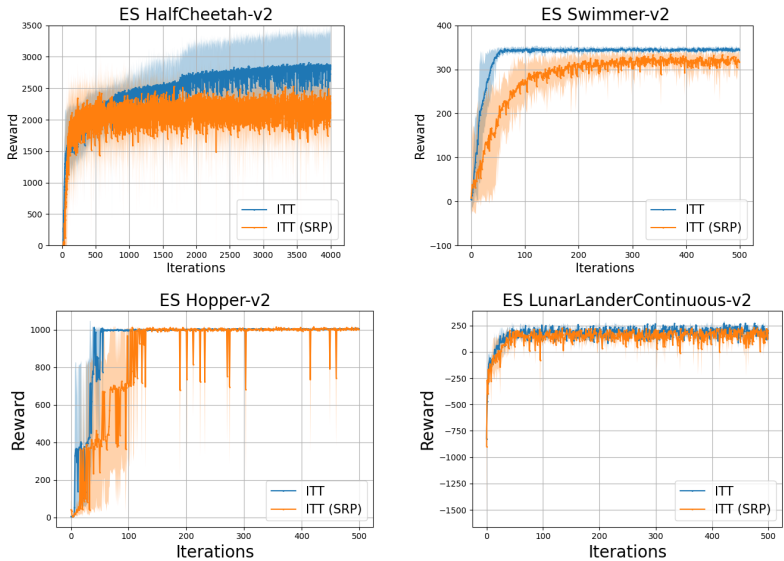 ES HalfCheetah-v2
Reward
3500
3000
2500
2000
1500
1000
500
0
0 500 1000 1500 2000 2500 3000 3500 4000
Iterations
ITT
ITT (SRP)
ES Swimmer-v2
Reward
400
300
200
100
0
−100
0 100 200 300 400 500
Iterations
ITT
ITT (SRP)
ES Hopper-v2
Reward
1000
800
600
400
200
0
0 100 200 300 400 500
Iterations
ITT
ITT (SRP)
ES LunarLanderContinuous-v2
Reward
250
0
−250
−500
−750
−1000
−1250
−1500
0 100 200 300 400 500
Iterations
ITT
ITT (SRP)